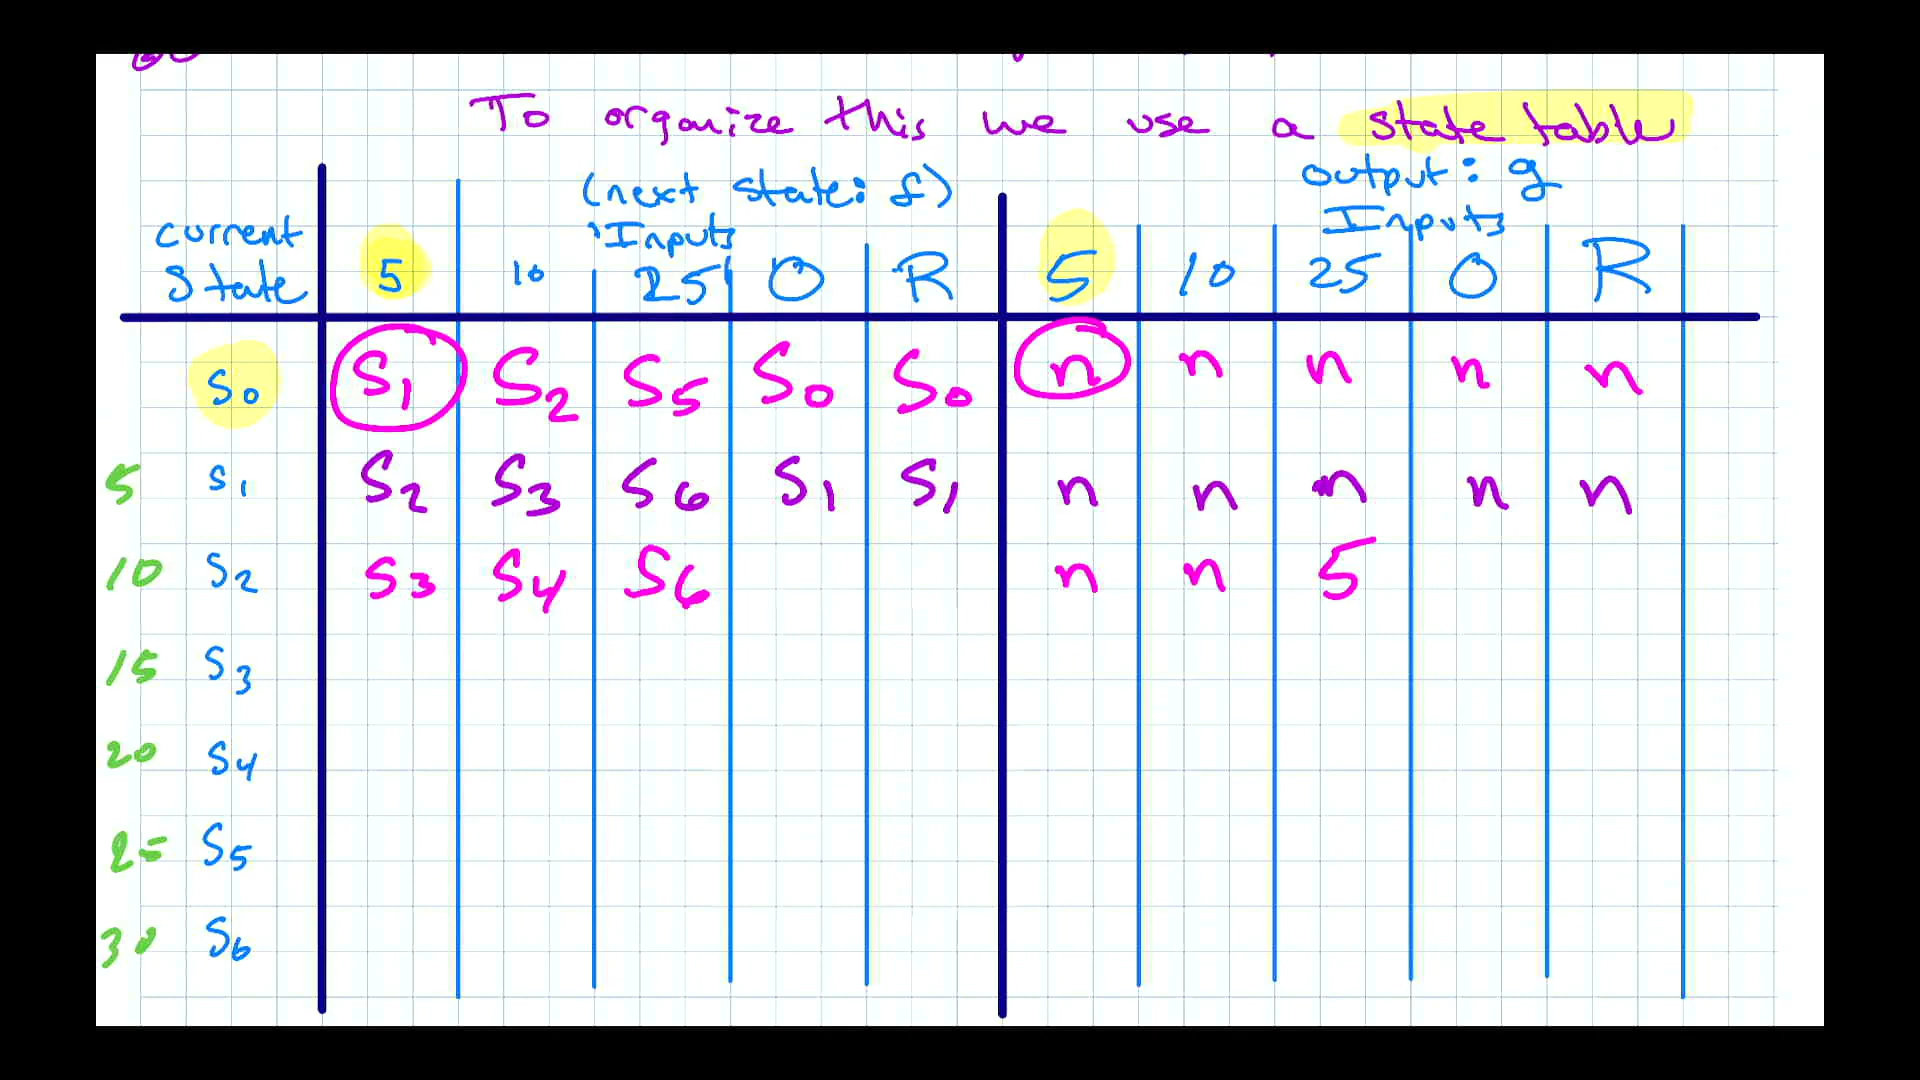 To organize this we use a state table
(next state: f) output: g
Inputs Inputs
current
State 5 10 25 O R 5 10 25 O R
S0 S1 S2 S5 S0 S0 n n n n n
5 S1 S2 S3 S6 S1 S1 n n n n n
10 S2 S3 S4 S6 n n 5
15 S3
20 S4
25 S5
30 S6